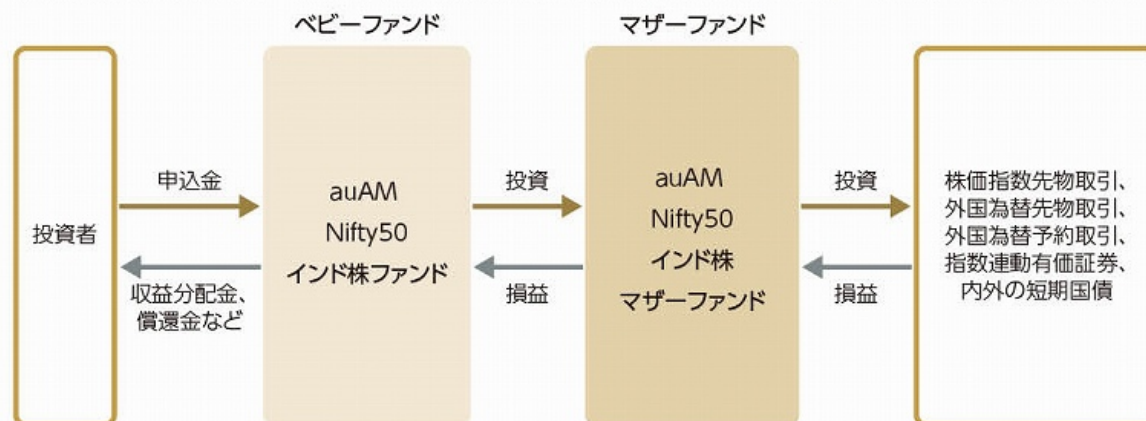 ベビーファンド
マザーファンド
投資者
申込金
収益分配金、
償還金など
auAM
Nifty50
インド株ファンド
投資
損益
auAM
Nifty50
インド株
マザーファンド
投資
損益
株価指数先物取引、
外国為替先物取引、
外国為替予約取引、
指数連動有価証券、
内外の短期国債